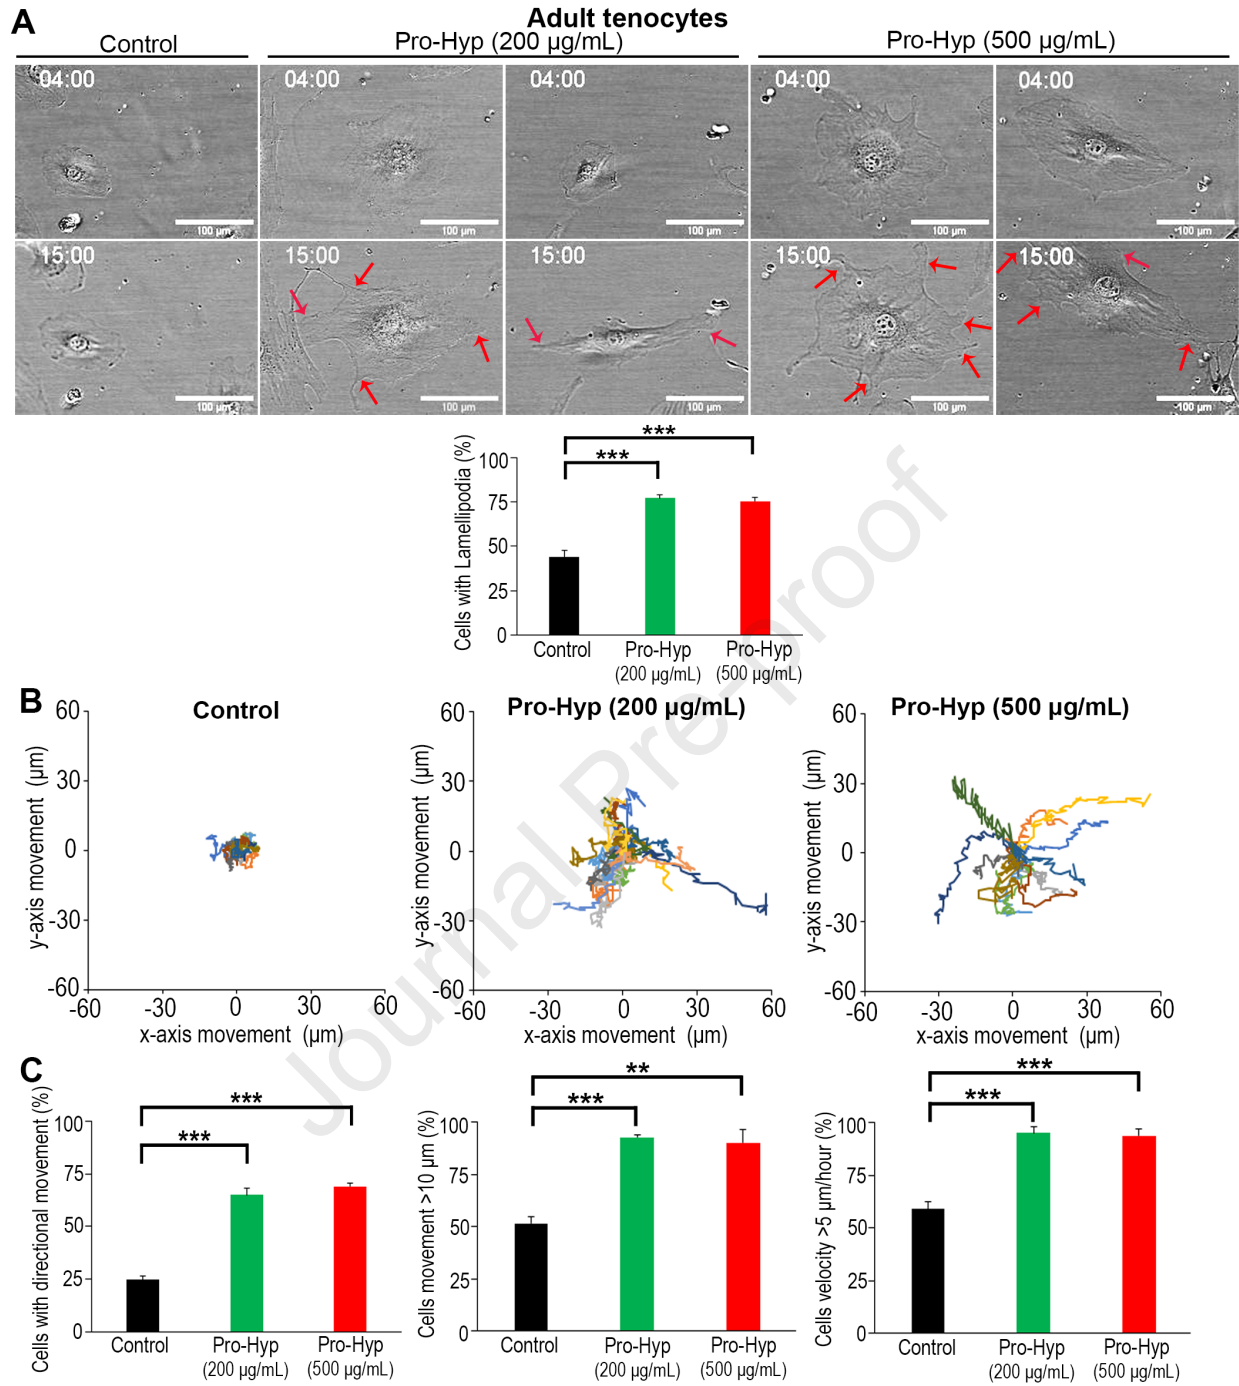 A
Adult tenocytes
Control
Pro-Hyp (200 µg/mL)
Pro-Hyp (500 µg/mL)
04:00
04:00
04:00
04:00
04:00
100 µm
100 µm
100 µm
100 µm
100 µm
15:00
15:00
15:00
15:00
15:00
100 µm
100 µm
100 µm
100 µm
100 µm
Cells with Lamellipodia (%)
100
75
50
25
0
***
***
Control
Pro-Hyp
(200 µg/mL)
Pro-Hyp
(500 µg/mL)
Journal Pre-proof
B
Control
y-axis movement (µm)
60
30
0
-30
-60
-60
-30
0
30
60
x-axis movement (µm)
Pro-Hyp (200 µg/mL)
y-axis movement (µm)
60
30
0
-30
-60
-60
-30
0
30
60
x-axis movement (µm)
Pro-Hyp (500 µg/mL)
y-axis movement (µm)
60
30
0
-30
-60
-60
-30
0
30
60
x-axis movement (µm)
C
Cells with directional movement (%)
100
75
50
25
0
***
***
Control
Pro-Hyp
(200 µg/mL)
Pro-Hyp
(500 µg/mL)
Cells movement >10 µm (%)
100
75
50
25
0
**
***
Control
Pro-Hyp
(200 µg/mL)
Pro-Hyp
(500 µg/mL)
Cells velocity >5 µm/hour (%)
100
75
50
25
0
***
***
Control
Pro-Hyp
(200 µg/mL)
Pro-Hyp
(500 µg/mL)